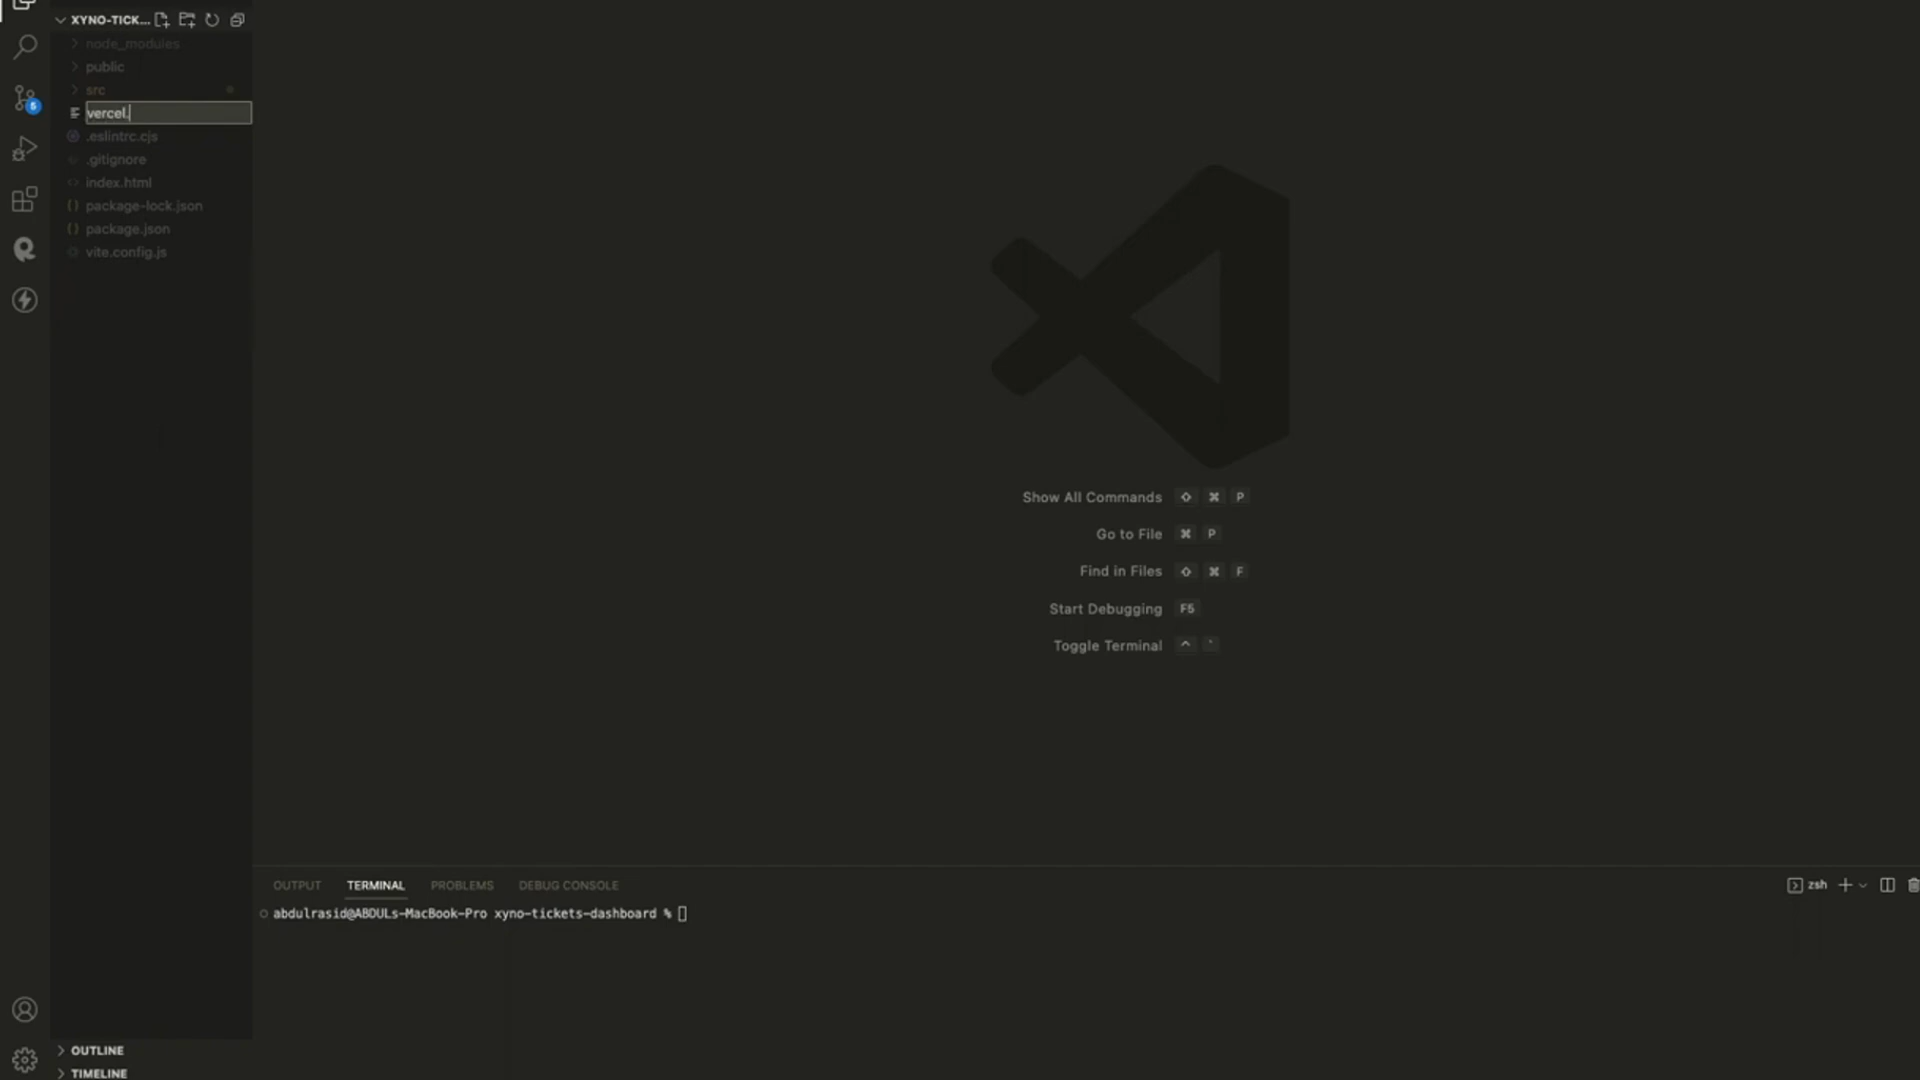 XYNO-TICK...
node_modules
public
src
vercel.
.eslintrc.cjs
.gitignore
index.html
package-lock.json
package.json
vite.config.js
5
Show All Commands ⇧ ⌘ P
Go to File ⌘ P
Find in Files ⇧ ⌘ F
Start Debugging F5
Toggle Terminal ^ `
OUTPUT TERMINAL PROBLEMS DEBUG CONSOLE
zsh
abdulrasid@ABDULs-MacBook-Pro xyno-tickets-dashboard %
OUTLINE
TIMELINE